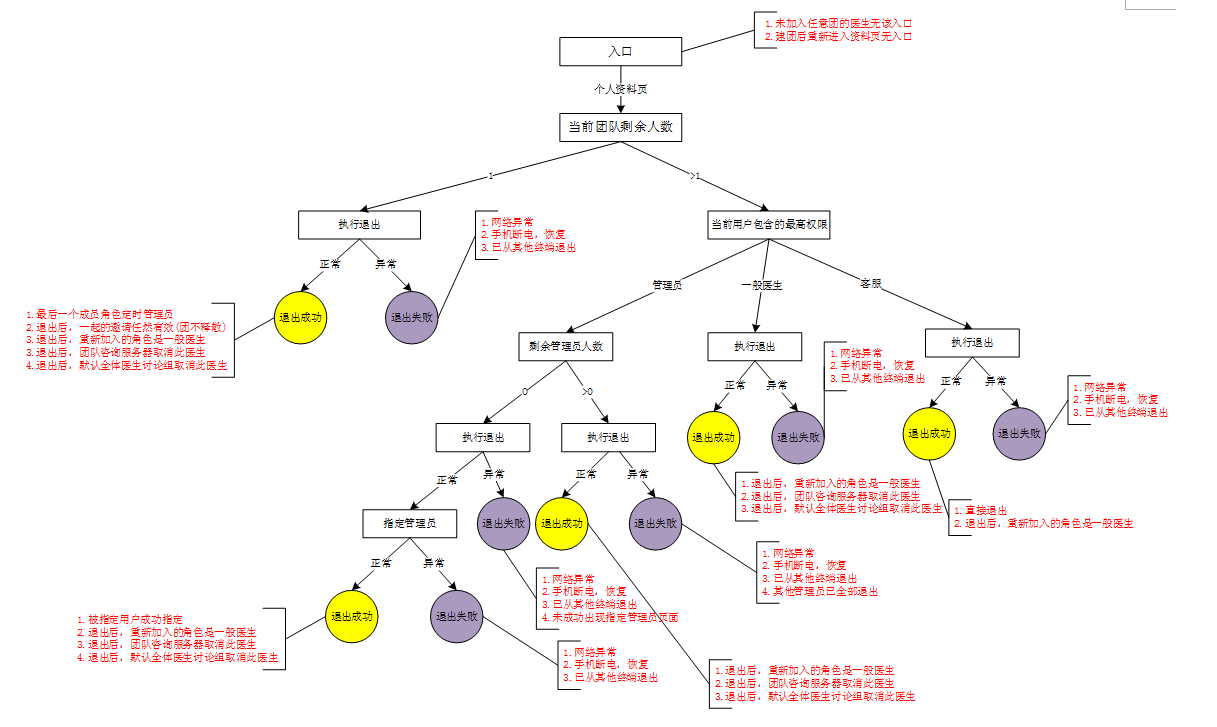 1. 未加入任意团的医生无该入口
2. 建团后重新进入资料页无入口
入口
个人资料页
当前团队剩余人数
1
>1
执行退出
1. 网络异常
2. 手机断电，恢复
3. 已从其他终端退出
当前用户包含的最高权限
正常
异常
管理员
一般医生
客服
退出成功
退出失败
1. 最后一个成员角色定时管理员
2. 退出后，一起的邀请任然有效(团不释散)
3. 退出后，重新加入的角色是一般医生
3. 退出后，团队咨询服务器取消此医生
4. 退出后，默认全体医生讨论组取消此医生
剩余管理员人数
执行退出
执行退出
1. 网络异常
2. 手机断电，恢复
3. 已从其他终端退出
0
>0
正常
异常
正常
异常
1. 网络异常
2. 手机断电，恢复
3. 已从其他终端退出
执行退出
执行退出
退出成功
退出失败
退出成功
退出失败
正常
异常
正常
异常
1. 退出后，重新加入的角色是一般医生
2. 退出后，团队咨询服务器取消此医生
3. 退出后，默认全体医生讨论组取消此医生
1. 直接退出
2. 退出后，重新加入的角色是一般医生
指定管理员
退出失败
退出成功
退出失败
正常
异常
1. 网络异常
2. 手机断电，恢复
3. 已从其他终端退出
4. 未成功出现指定管理员页面
1. 网络异常
2. 手机断电，恢复
3. 已从其他终端退出
4. 其他管理员已全部退出
退出成功
退出失败
1. 被指定用户成功指定
2. 退出后，重新加入的角色是一般医生
3. 退出后，团队咨询服务器取消此医生
4. 退出后，默认全体医生讨论组取消此医生
1. 网络异常
2. 手机断电，恢复
3. 已从其他终端退出
1. 退出后，重新加入的角色是一般医生
2. 退出后，团队咨询服务器取消此医生
3. 退出后，默认全体医生讨论组取消此医生